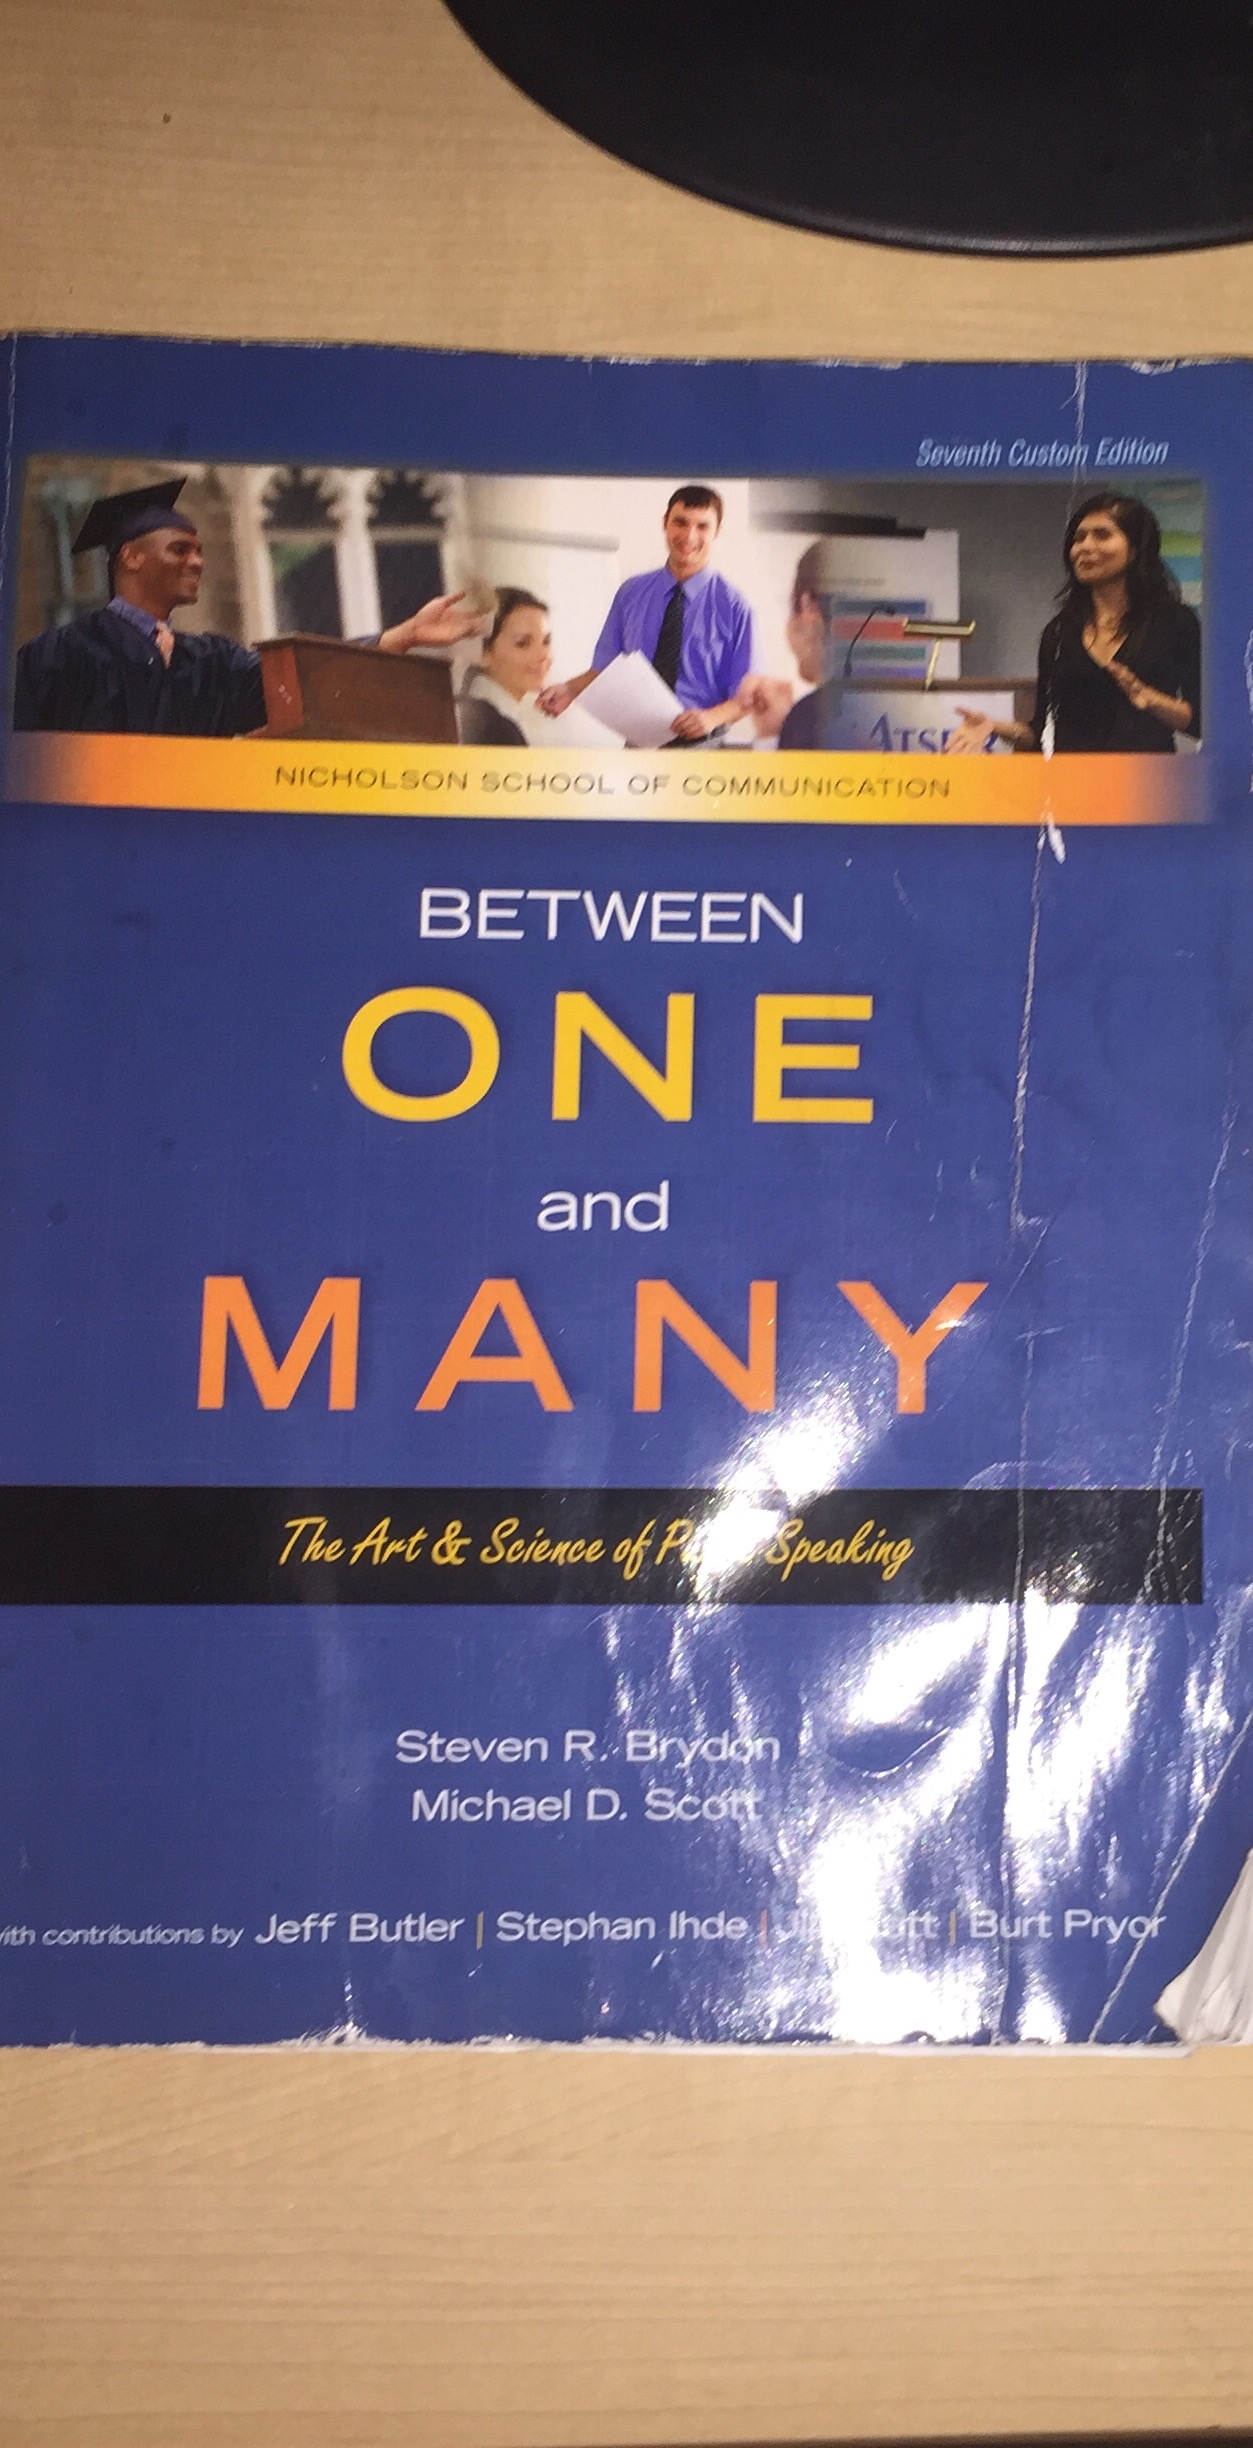 Seventh Custom Edition
ATSI
NICHOLSON SCHOOL OF COMMUNICATION
BETWEEN
ONE
and
MANY
The Art & Science of Speaking
Steven R. Brydon
Michael D. Scott
with contributions by Jeff Butler | Stephan Ihde | | Burt Pryor